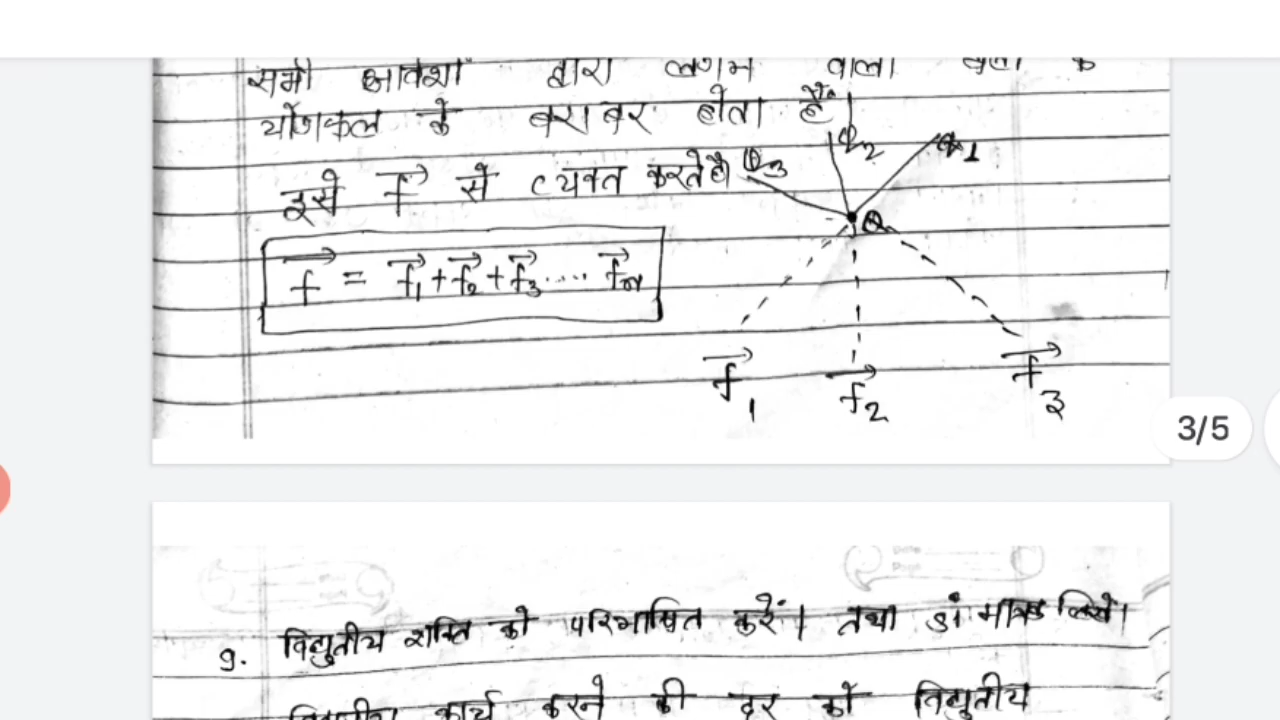 सभी आवेशों द्वारा लगने वाला बलों के
योगफल के बराबर होता है।
इसे f→ से व्यक्त करते है।
Q3 Q2 Q1
Q
f→ = f→1 + f→2 + f→3 .... f→n
f→1 f→2 f→3
3/5
9. विद्युतीय शक्ति को परिभाषित करें। तथा SI मात्रक लिखे।
कार्य करने की दर को विद्युतीय